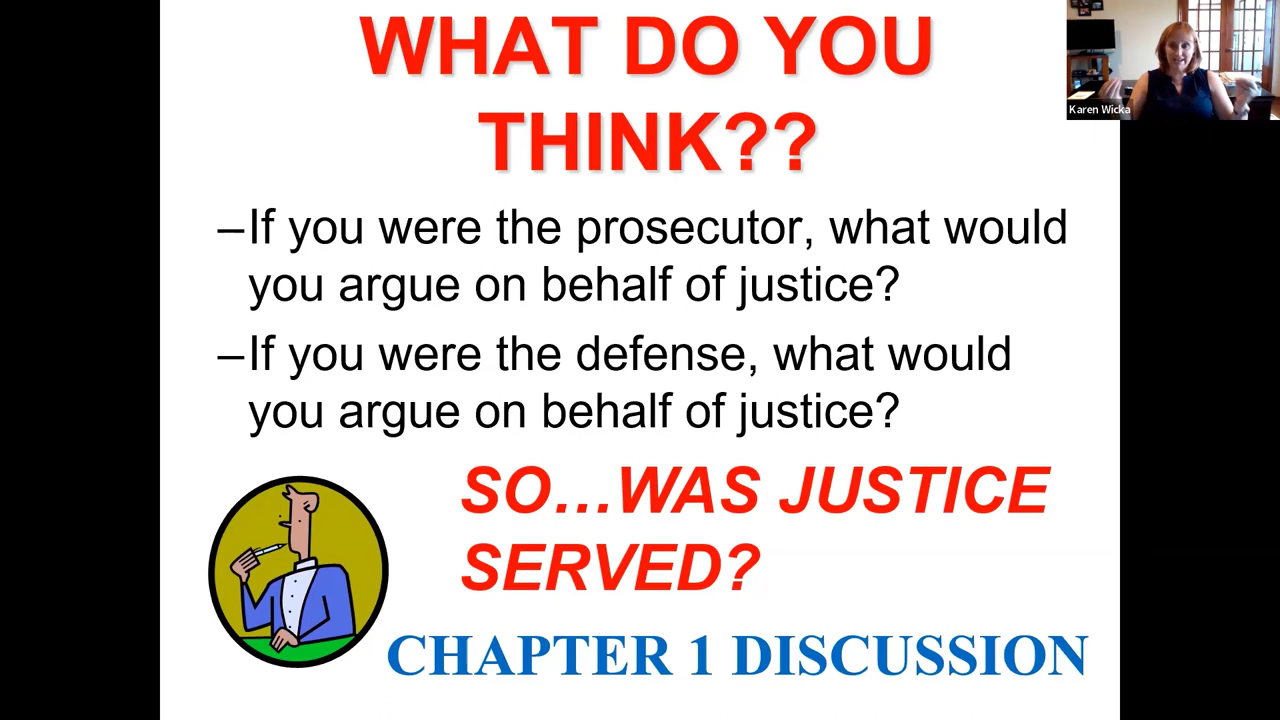 WHAT DO YOU
THINK??
Karen Wicka
–If you were the prosecutor, what would
you argue on behalf of justice?
–If you were the defense, what would
you argue on behalf of justice?
SO…WAS JUSTICE
SERVED?
CHAPTER 1 DISCUSSION